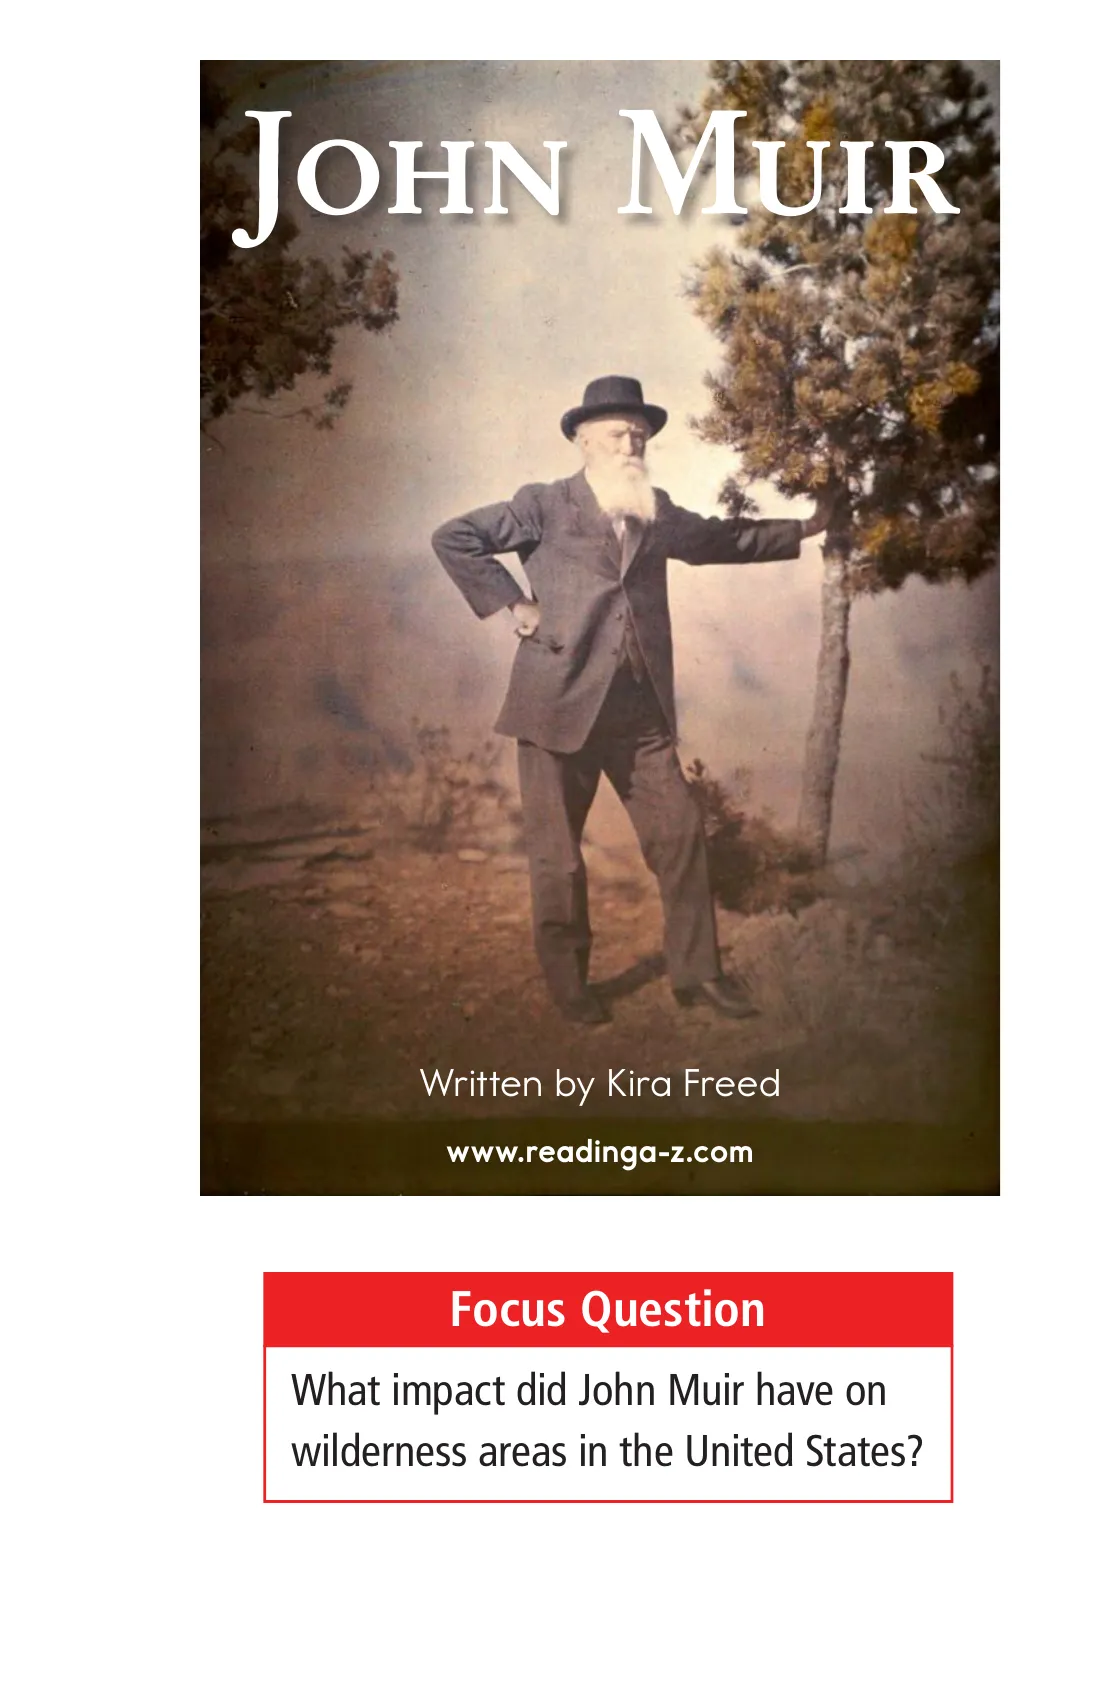 John Muir
Written by Kira Freed
www.readinga-z.com
Focus Question
What impact did John Muir have on
wilderness areas in the United States?